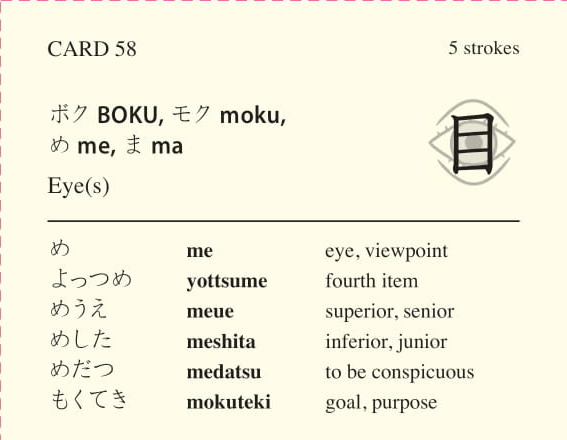 CARD 58 5 strokes
ボク BOKU, モク moku,
め me, ま ma
目
Eye(s)
め me eye, viewpoint
よっつめ yottsume fourth item
めうえ meue superior, senior
めした meshita inferior, junior
めだつ medatsu to be conspicuous
もくてき mokuteki goal, purpose